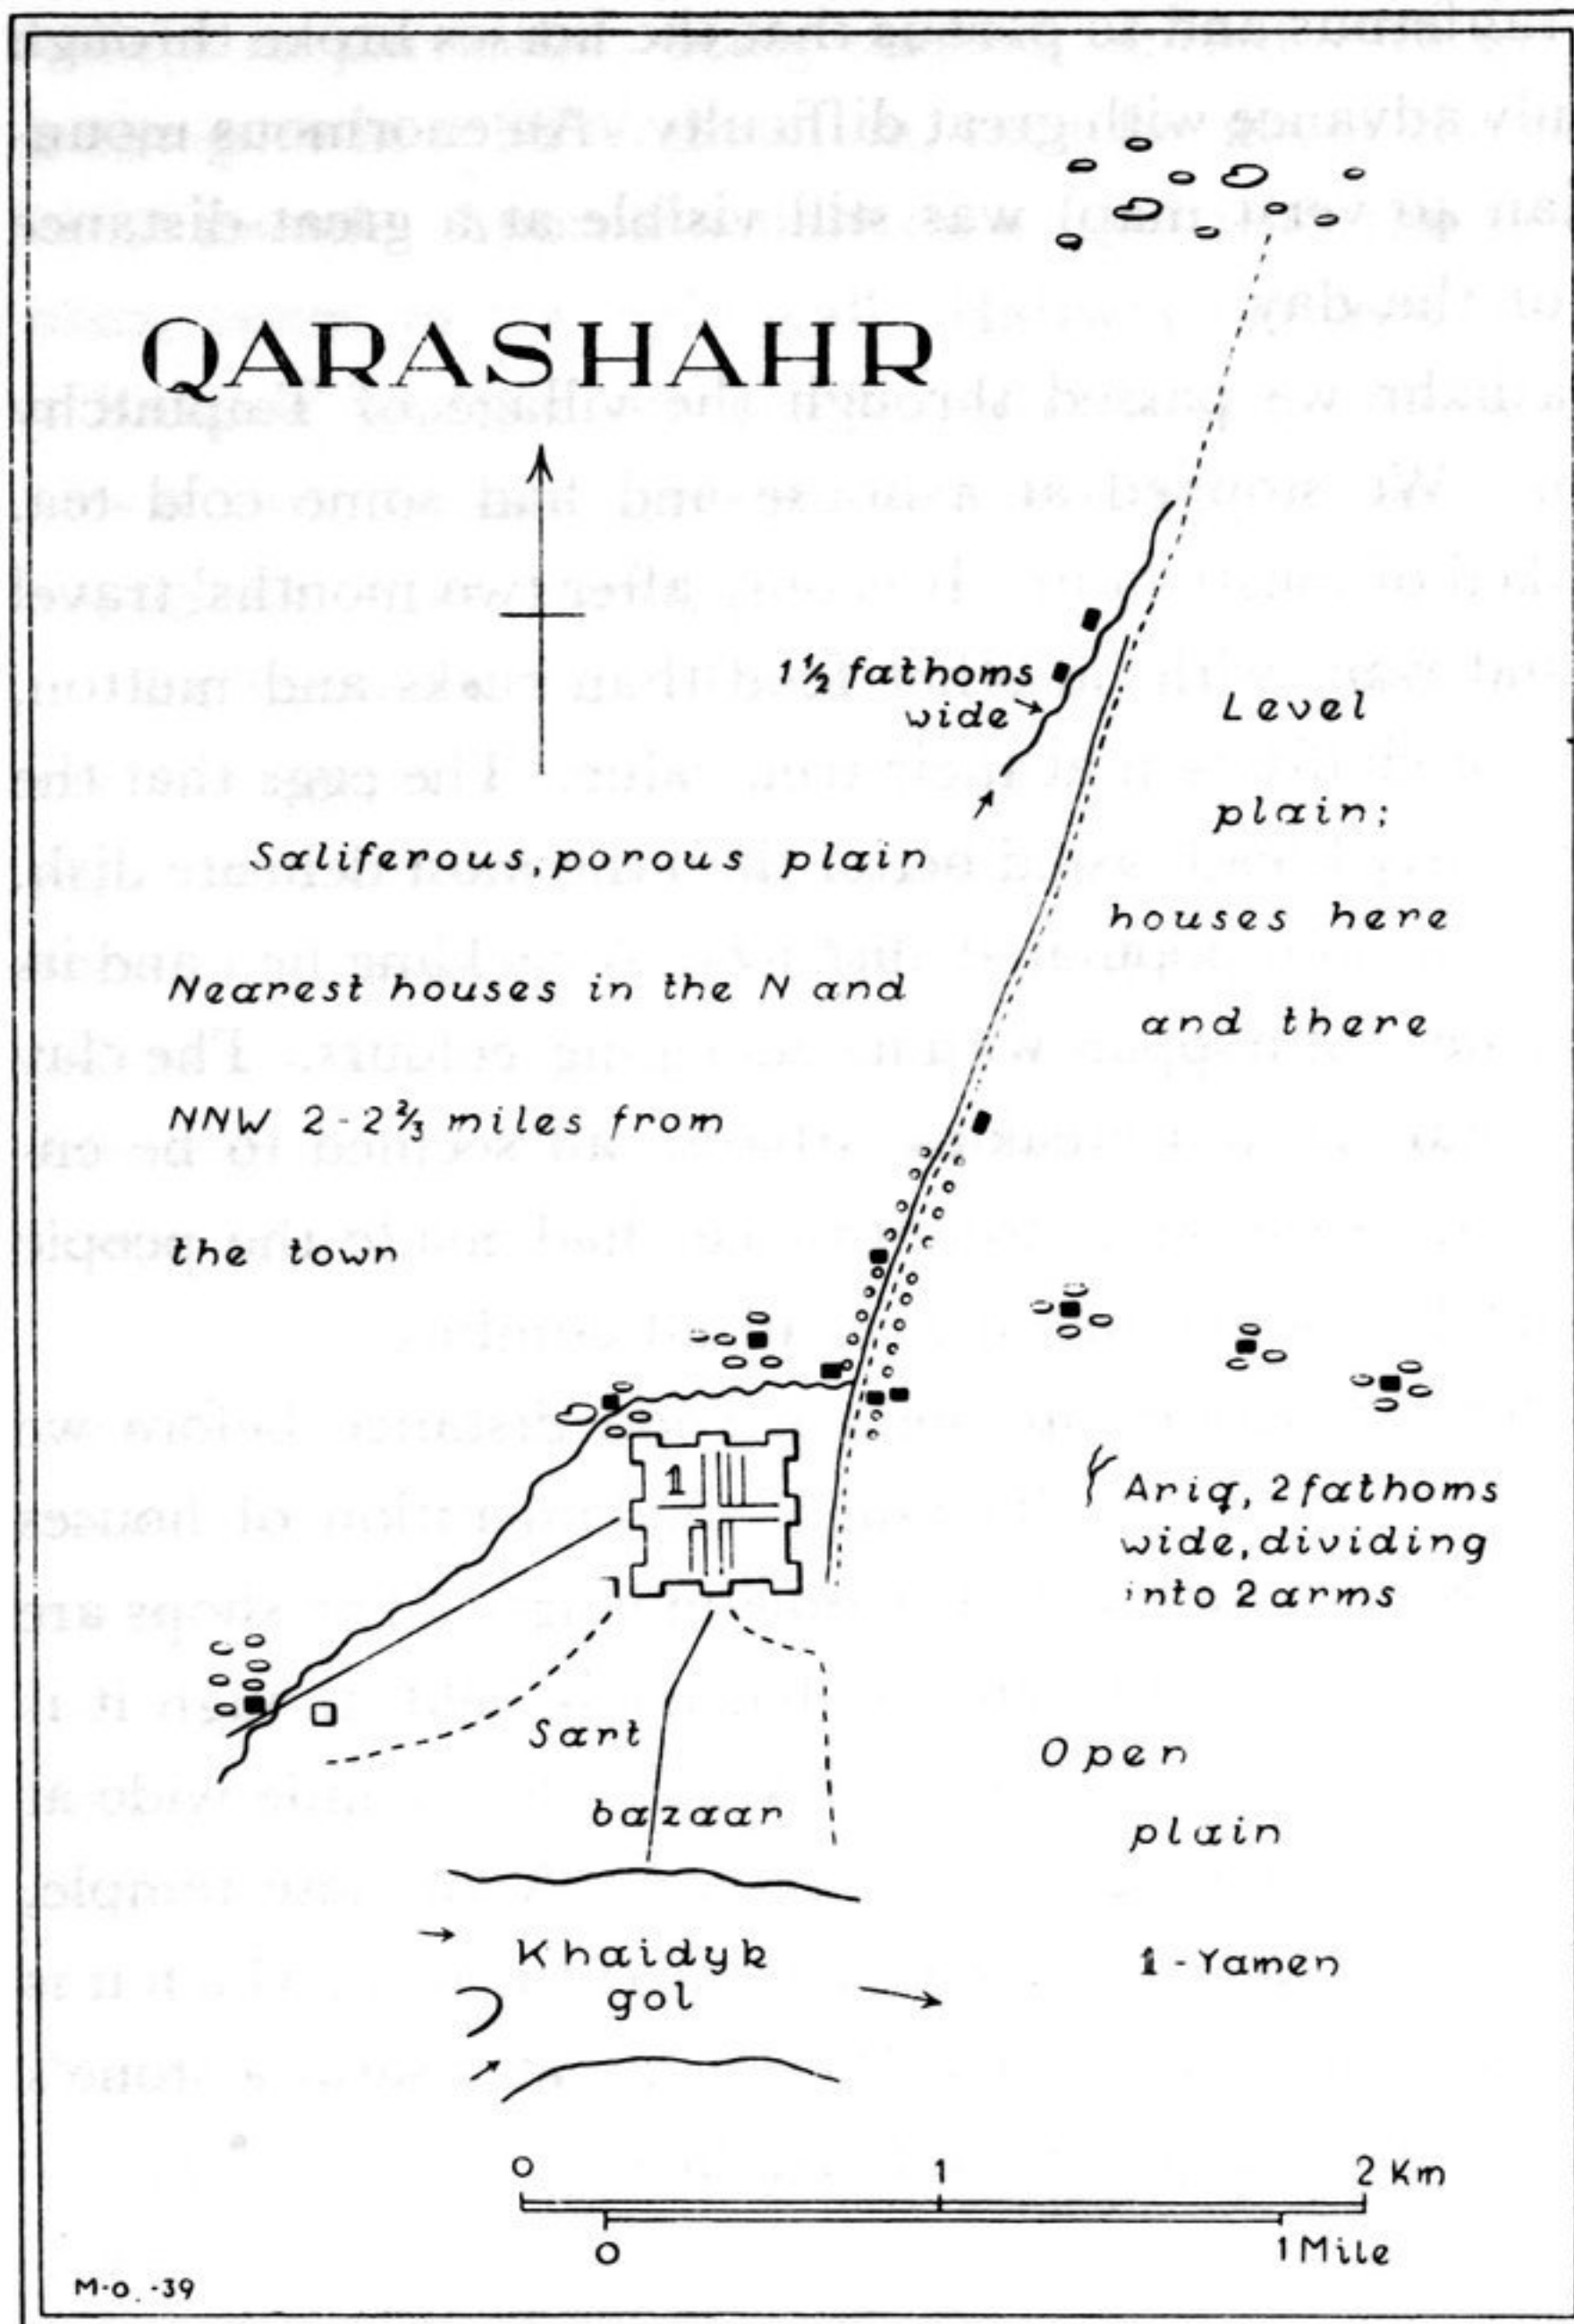 QARASHAHR
1½ fathoms
wide
Level
plain;
houses here
and there
Saliferous, porous plain
Nearest houses in the N and
NNW 2-2⅔ miles from
the town
1
Ariq, 2 fathoms
wide, dividing
into 2 arms
Sart
bazaar
Open
plain
Khaidyk
gol
1-Yamen
0 1 2 Km
0 1 Mile
M-o.-39